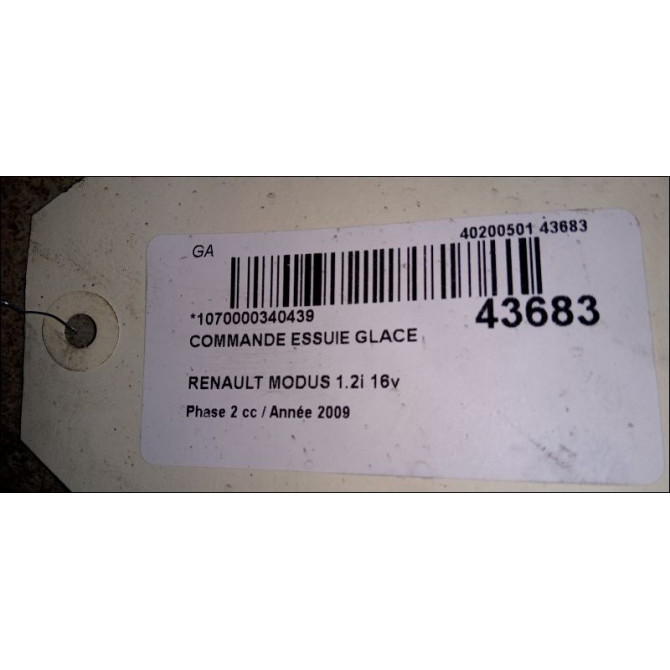 GA
40200501 43683
*1070000340439
43683
COMMANDE ESSUIE GLACE
RENAULT MODUS 1.2i 16v
Phase 2 cc / Année 2009